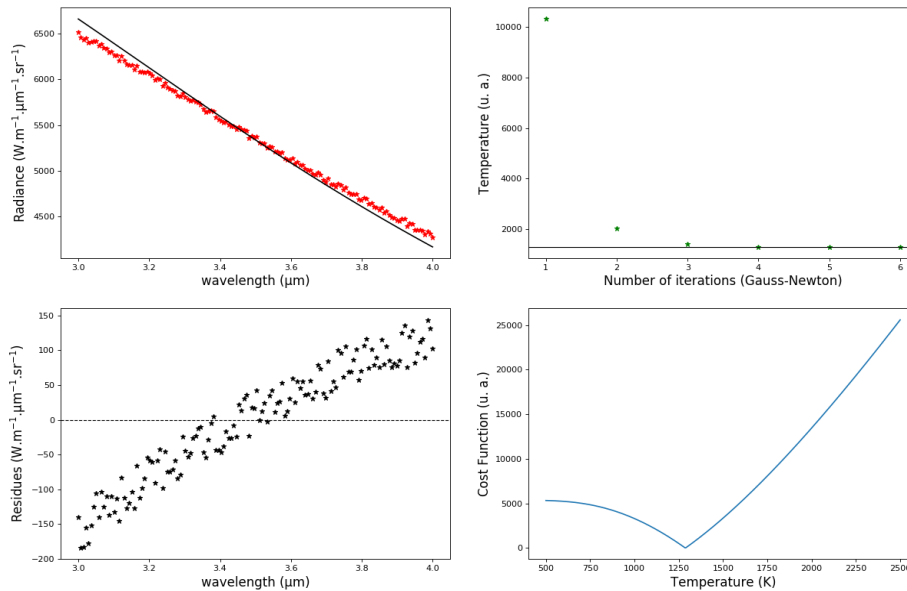 6500
6000
5500
5000
4500
Radiance (W.m⁻¹.µm⁻¹.sr⁻¹)
3.0 3.2 3.4 3.6 3.8 4.0
wavelength (µm)
10000
8000
6000
4000
2000
Temperature (u. a.)
1 2 3 4 5 6
Number of iterations (Gauss-Newton)
150
100
50
0
−50
−100
−150
−200
Residues (W.m⁻¹.µm⁻¹.sr⁻¹)
3.0 3.2 3.4 3.6 3.8 4.0
wavelength (µm)
25000
20000
15000
10000
5000
0
Cost Function (u. a.)
500 750 1000 1250 1500 1750 2000 2250 2500
Temperature (K)